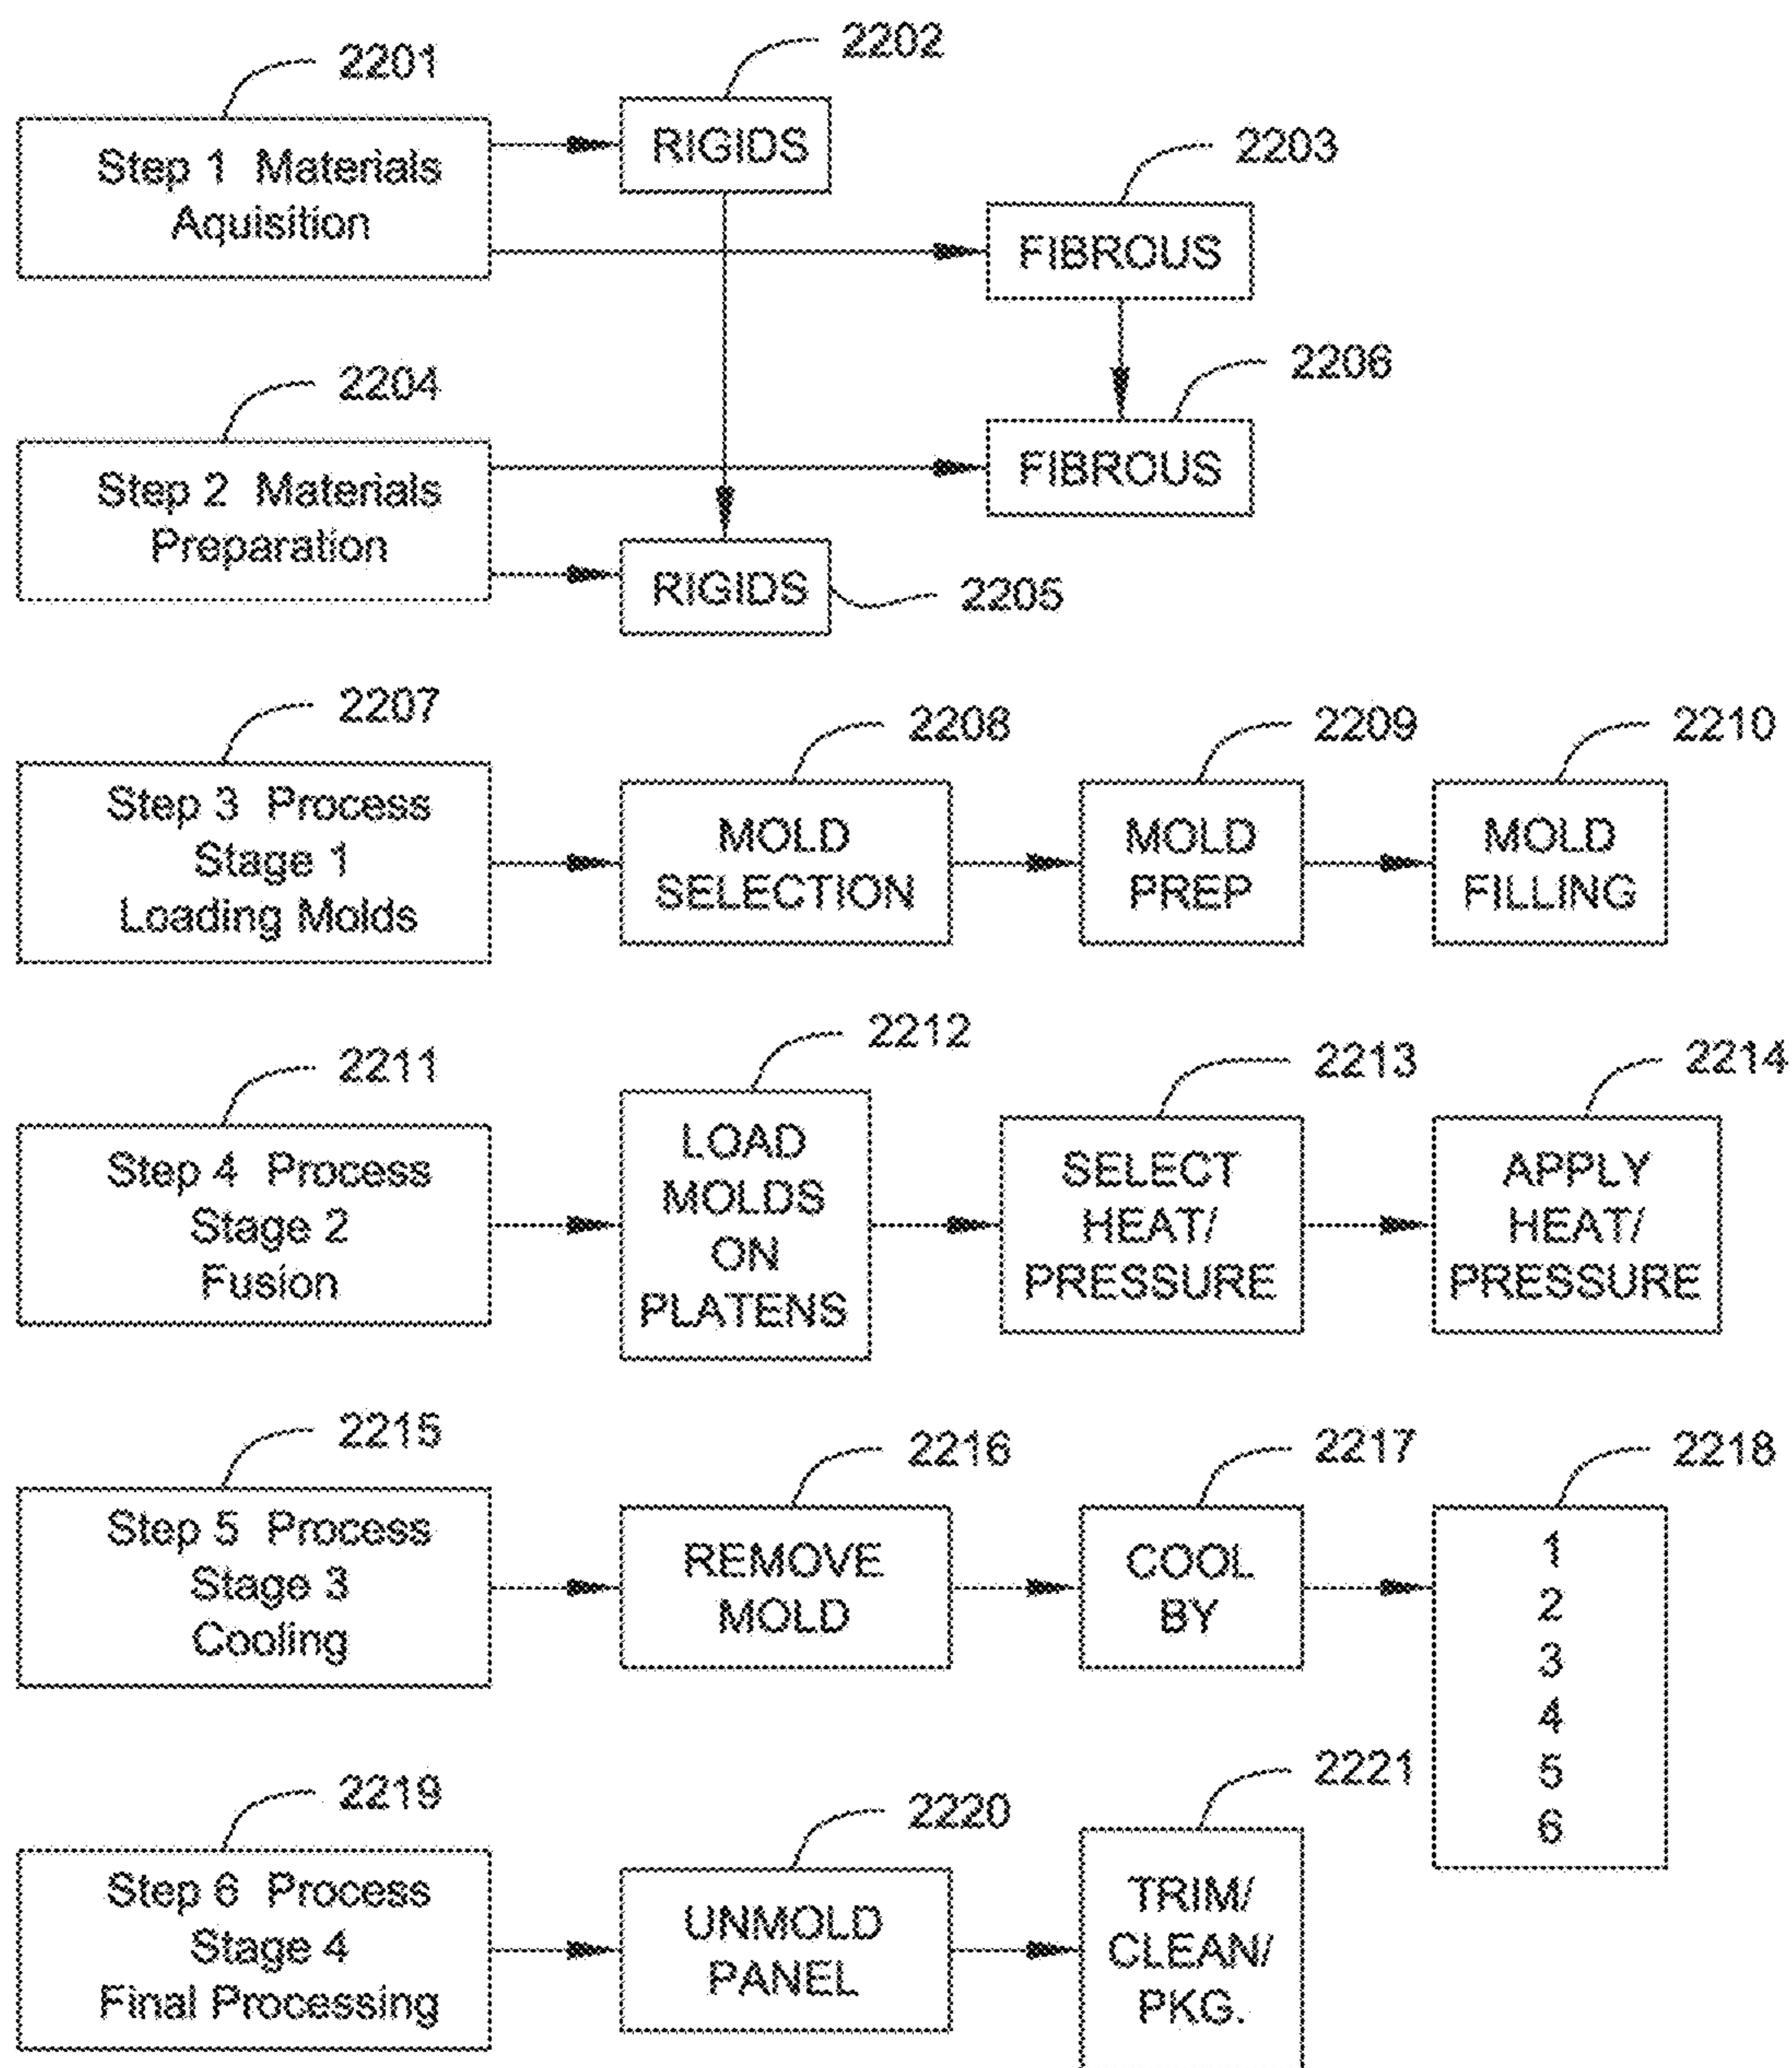 2201
2202
Step 1 Materials
Aquisition
RIGIDS
2203
FIBROUS
2204
2206
Step 2 Materials
Preparation
FIBROUS
RIGIDS
2205
2207
2208
2209
2210
Step 3 Process
Stage 1
Loading Molds
MOLD
SELECTION
MOLD
PREP
MOLD
FILLING
2211
2212
2213
2214
Step 4 Process
Stage 2
Fusion
LOAD
MOLDS
ON
PLATENS
SELECT
HEAT/
PRESSURE
APPLY
HEAT/
PRESSURE
2215
2216
2217
2218
Step 5 Process
Stage 3
Cooling
REMOVE
MOLD
COOL
BY
1
2
3
4
5
6
2219
2220
2221
Step 6 Process
Stage 4
Final Processing
UNMOLD
PANEL
TRIM/
CLEAN/
PKG.